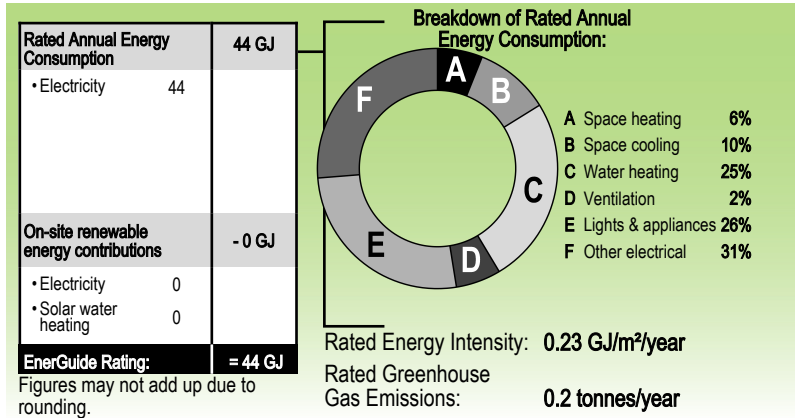 Rated Annual Energy
Consumption
44 GJ
• Electricity 44
On-site renewable
energy contributions
- 0 GJ
• Electricity 0
• Solar water
heating
0
EnerGuide Rating: = 44 GJ
Figures may not add up due to
rounding.
Breakdown of Rated Annual
Energy Consumption:
A
B
C
D
E
F
A Space heating 6%
B Space cooling 10%
C Water heating 25%
D Ventilation 2%
E Lights & appliances 26%
F Other electrical 31%
Rated Energy Intensity: 0.23 GJ/m²/year
Rated Greenhouse
Gas Emissions: 0.2 tonnes/year